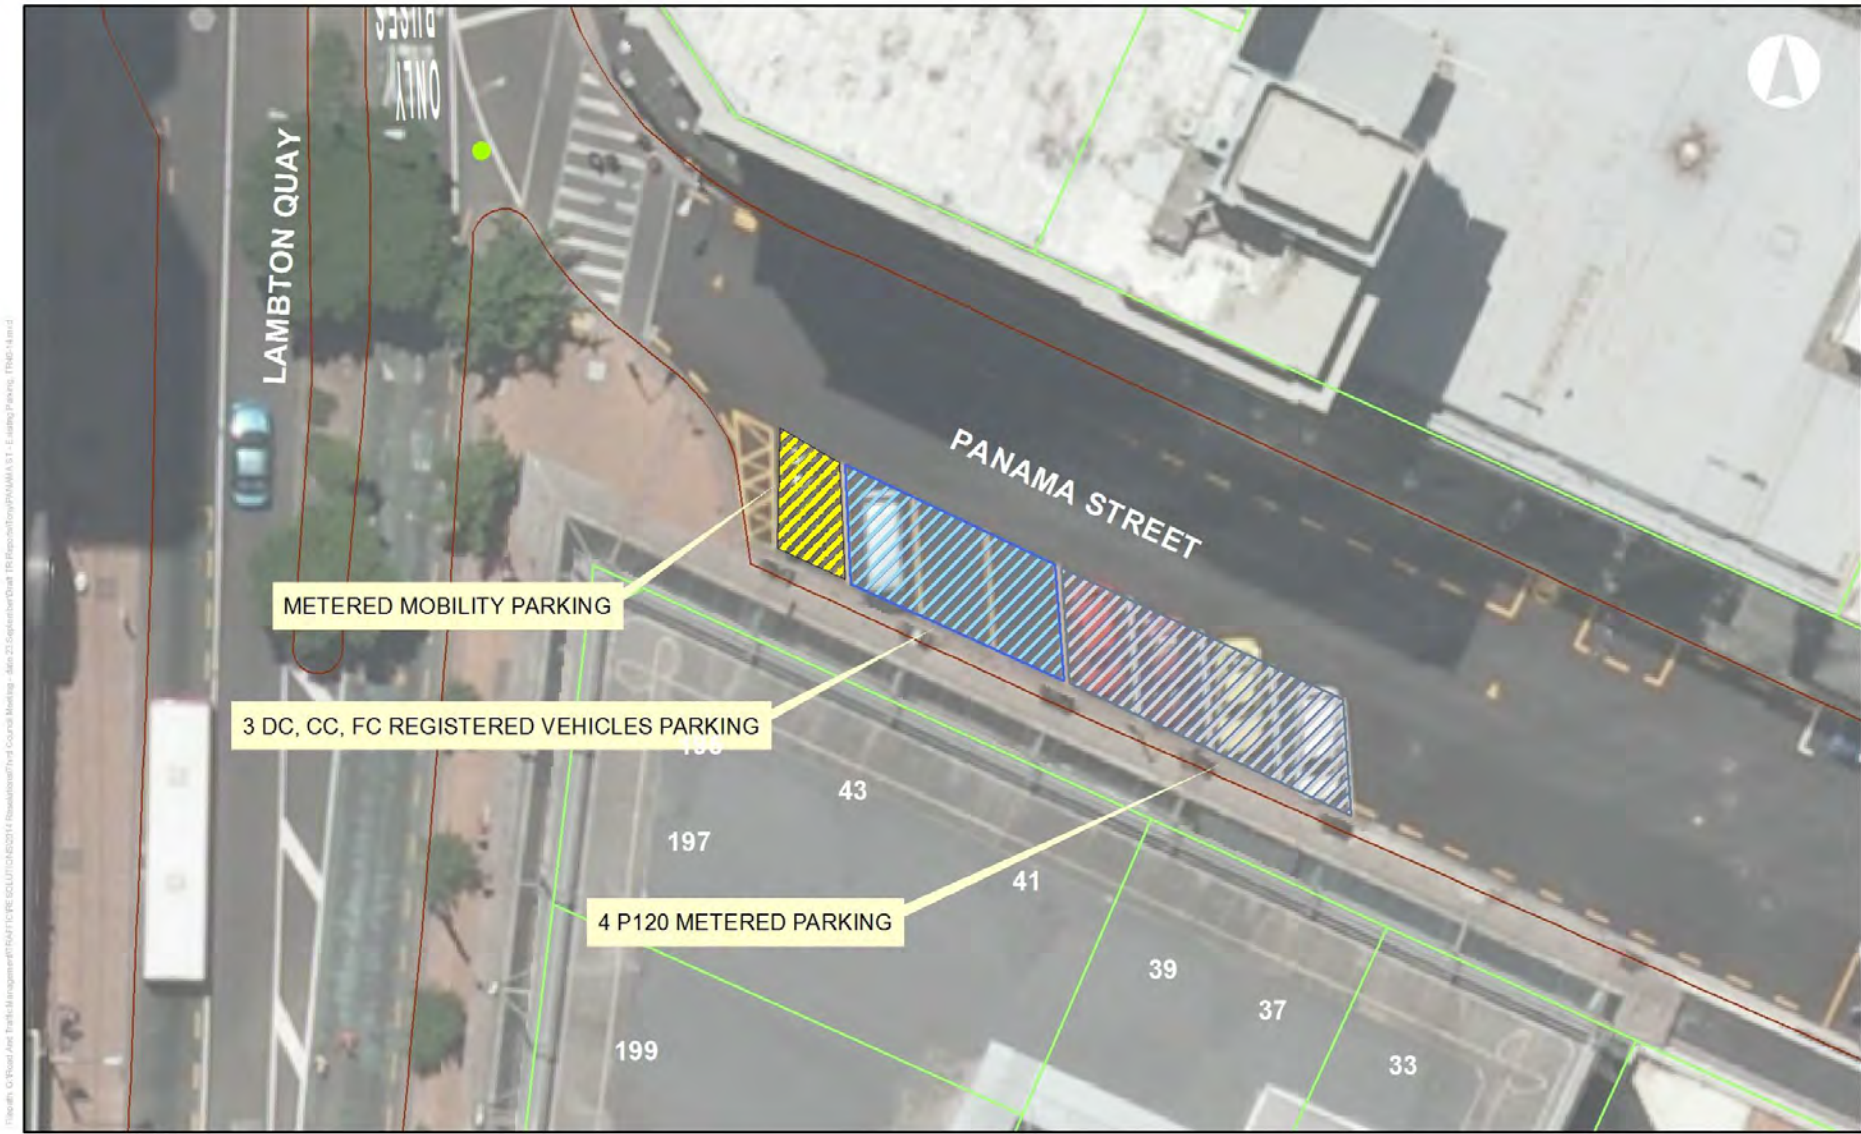 BUSES
ONLY
LAMBTON QUAY
PANAMA STREET
METERED MOBILITY PARKING
3 DC, CC, FC REGISTERED VEHICLES PARKING
43
197
41
4 P120 METERED PARKING
39
37
199
33